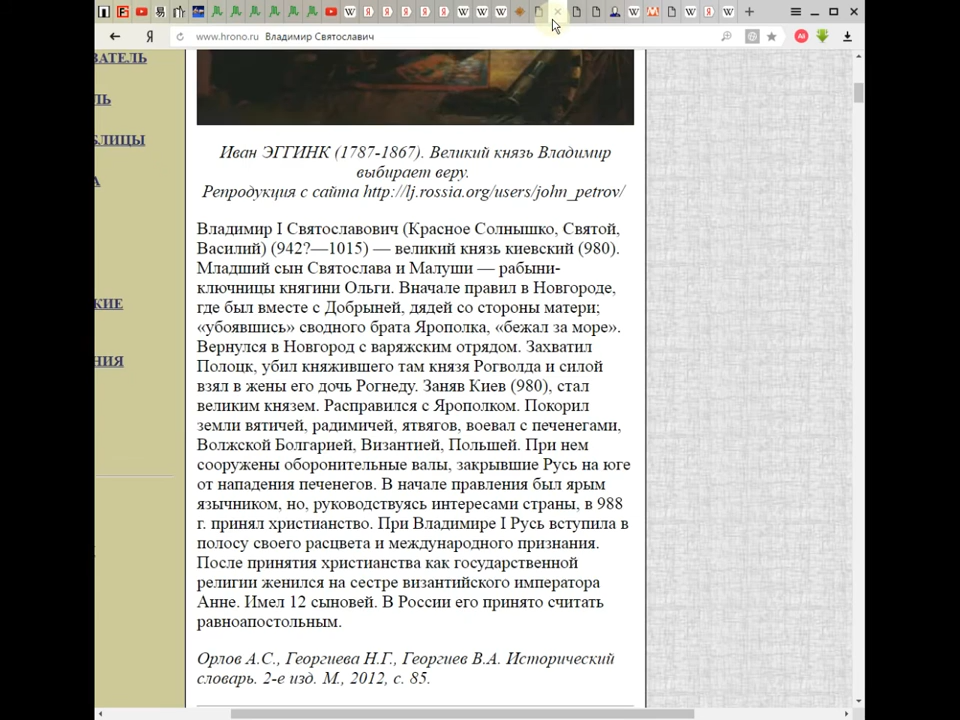 www.hrono.ru Владимир Святославич
ВАТЕЛЬ
ЛЬ
БЛИЦЫ
А
КИЕ
НИЯ
Иван ЭГГИНК (1787-1867). Великий князь Владимир
выбирает веру.
Репродукция с сайта http://lj.rossia.org/users/john_petrov/
Владимир I Святославович (Красное Солнышко, Святой,
Василий) (942?—1015) — великий князь киевский (980).
Младший сын Святослава и Малуши — рабыни-
ключницы княгини Ольги. Вначале правил в Новгороде,
где был вместе с Добрыней, дядей со стороны матери;
«убоявшись» сводного брата Ярополка, «бежал за море».
Вернулся в Новгород с варяжским отрядом. Захватил
Полоцк, убил княжившего там князя Рогволда и силой
взял в жены его дочь Рогнеду. Заняв Киев (980), стал
великим князем. Расправился с Ярополком. Покорил
земли вятичей, радимичей, ятвягов, воевал с печенегами,
Волжской Болгарией, Византией, Польшей. При нем
сооружены оборонительные валы, закрывшие Русь на юге
от нападения печенегов. В начале правления был ярым
язычником, но, руководствуясь интересами страны, в 988
г. принял христианство. При Владимире I Русь вступила в
полосу своего расцвета и международного признания.
После принятия христианства как государственной
религии женился на сестре византийского императора
Анне. Имел 12 сыновей. В России его принято считать
равноапостольным.
Орлов А.С., Георгиева Н.Г., Георгиев В.А. Исторический
словарь. 2-е изд. М., 2012, с. 85.